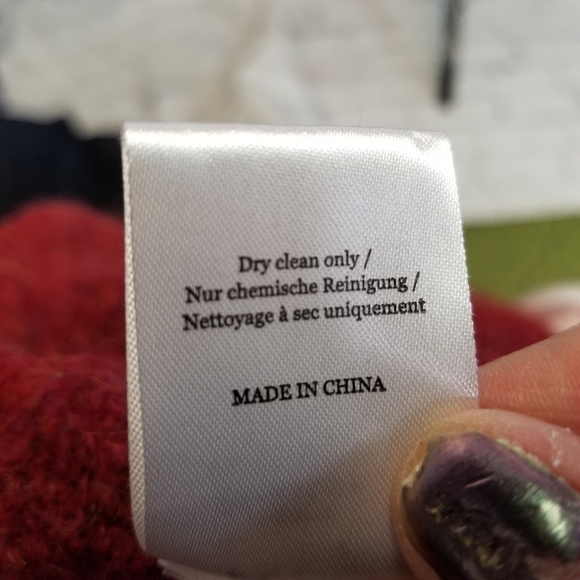 Dry clean only /
Nur chemische Reinigung /
Nettoyage à sec uniquement
MADE IN CHINA